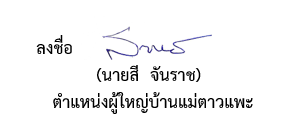 ลงชื่อ
(นายสี จันราช)
ตำแหน่งผู้ใหญ่บ้านแม่ตาวแพะ